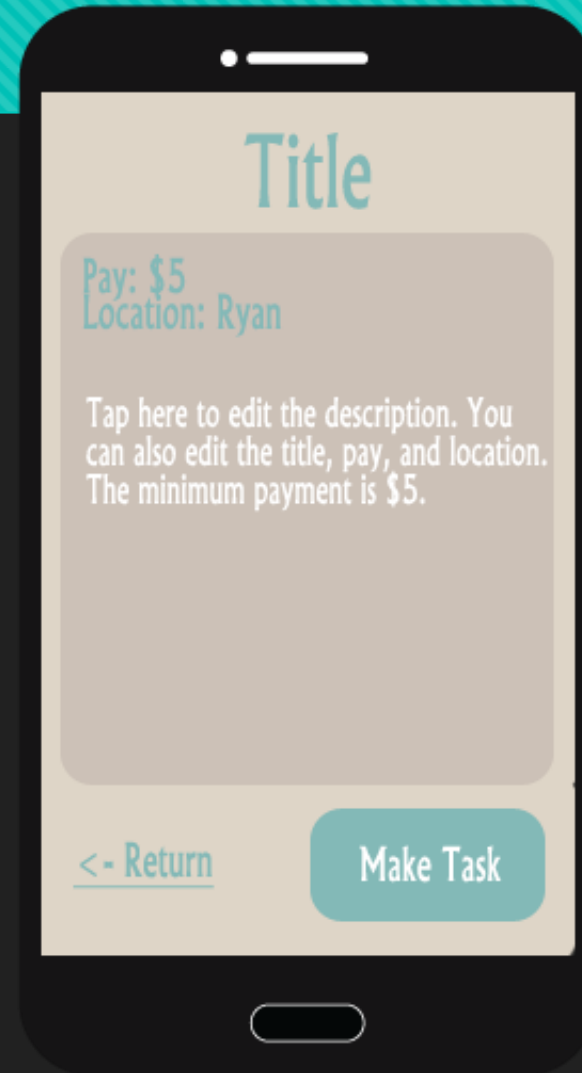 Title
Pay: $5
Location: Ryan
Tap here to edit the description. You
can also edit the title, pay, and location.
The minimum payment is $5.
<- Return
Make Task